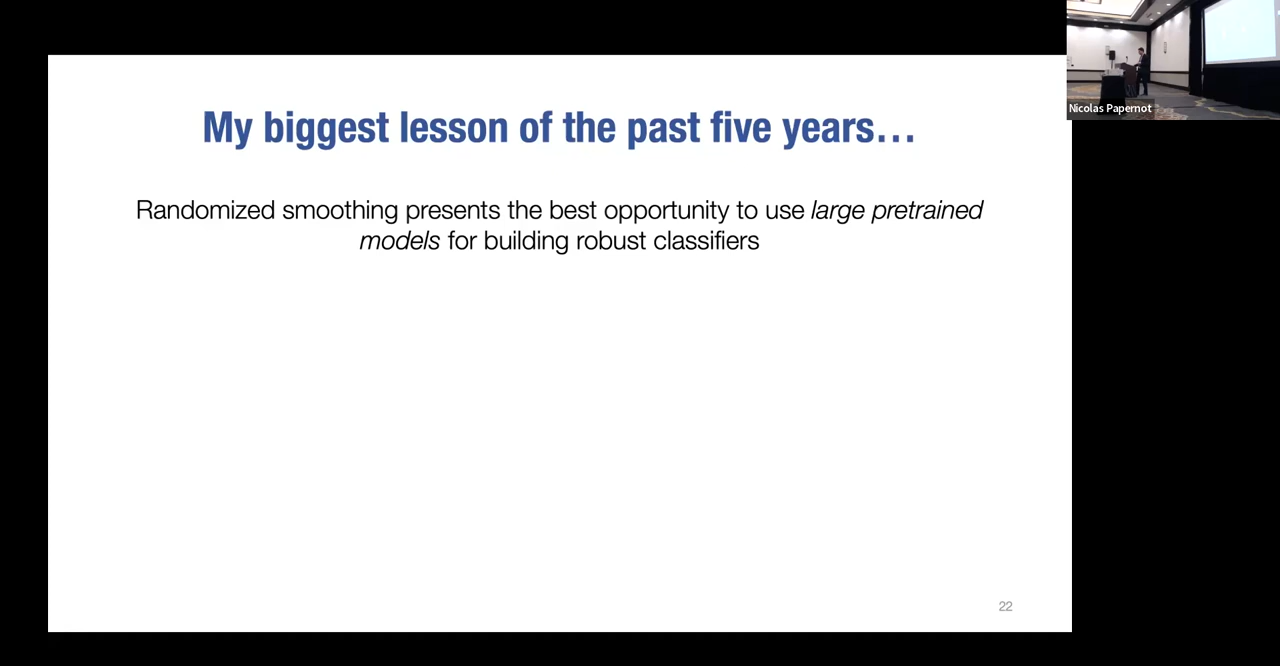 My biggest lesson of the past five years…
Randomized smoothing presents the best opportunity to use large pretrained
models for building robust classifiers
22
Nicolas Papernot